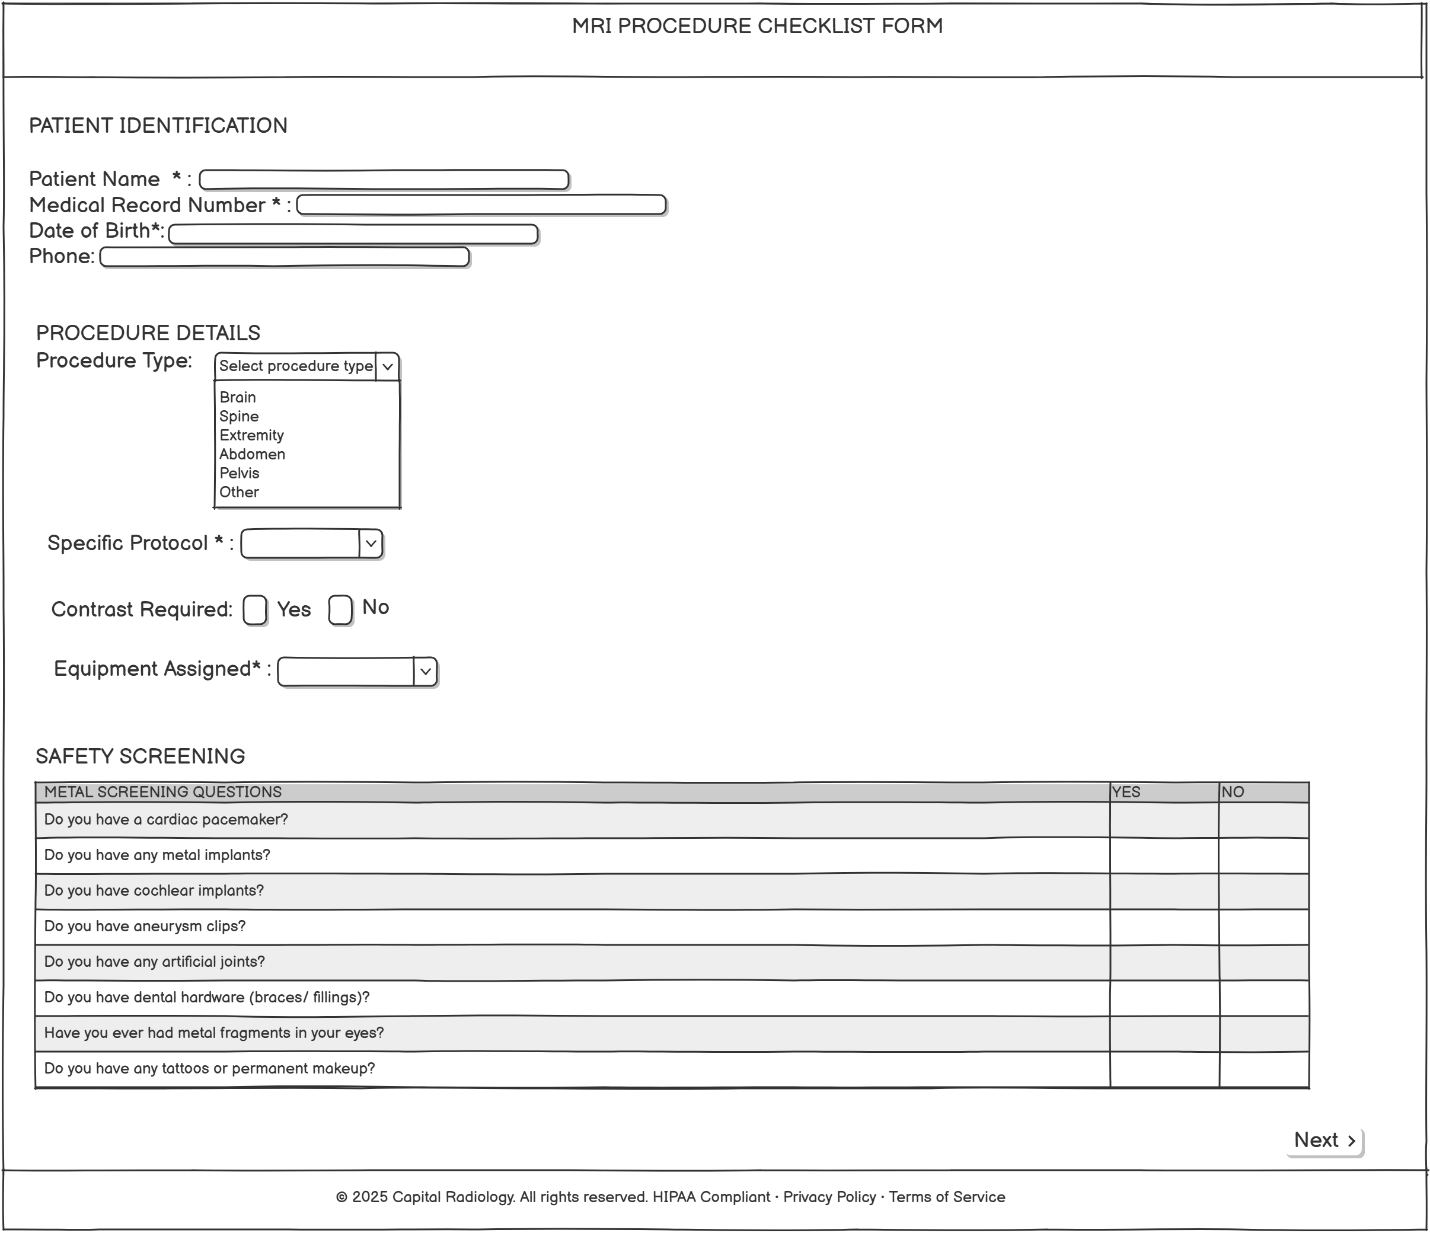 MRI PROCEDURE CHECKLIST FORM
PATIENT IDENTIFICATION
Patient Name * :
Medical Record Number * :
Date of Birth*:
Phone:
PROCEDURE DETAILS
Procedure Type: Select procedure type
Brain
Spine
Extremity
Abdomen
Pelvis
Other
Specific Protocol * :
Contrast Required: Yes No
Equipment Assigned* :
SAFETY SCREENING
METAL SCREENING QUESTIONS YES NO
Do you have a cardiac pacemaker?
Do you have any metal implants?
Do you have cochlear implants?
Do you have aneurysm clips?
Do you have any artificial joints?
Do you have dental hardware (braces/ fillings)?
Have you ever had metal fragments in your eyes?
Do you have any tattoos or permanent makeup?
Next >
© 2025 Capital Radiology. All rights reserved. HIPAA Compliant · Privacy Policy · Terms of Service